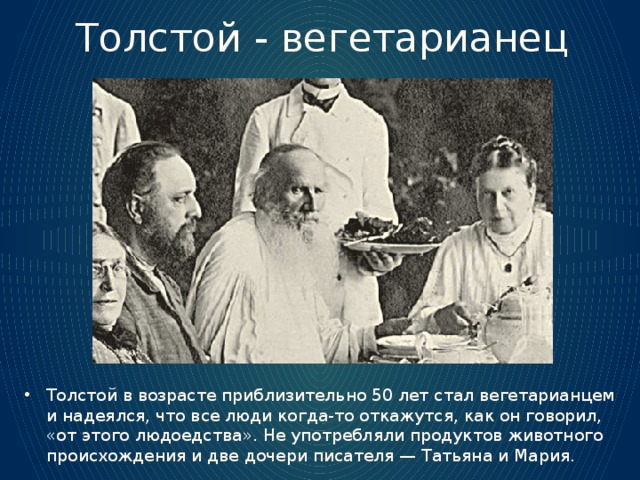 Толстой - вегетарианец
• Толстой в возрасте приблизительно 50 лет стал вегетарианцем
и надеялся, что все люди когда-то откажутся, как он говорил,
«от этого людоедства». Не употребляли продуктов животного
происхождения и две дочери писателя — Татьяна и Мария.